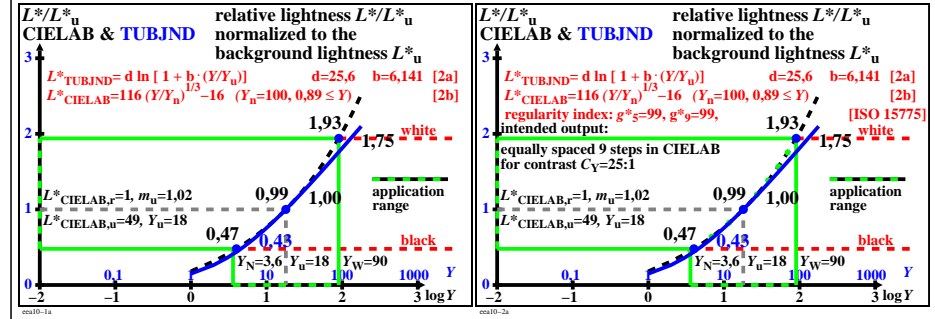 L*/L*u
CIELAB & TUBJND
relative lightness L*/L*u
normalized to the
background lightness L*u
3
L*TUBJND= d ln [ 1 + b·(Y/Yu)] d=25,6 b=6,141 [2a]
L*CIELAB=116 (Y/Yn)^1/3−16 (Yn=100, 0,89 ≤ Y) [2b]
1,93
white
2
1,75
application
range
L*CIELAB,r=1, mu=1,02
0,99
1,00
1
L*CIELAB,u=49, Yu=18
0,47
0,43
black
YN=3,6 Yu=18 YW=90
0 0,1 1 10 100 1000 Y
−2 −1 0 1 2 3 log Y
eea10-1a
L*/L*u
CIELAB & TUBJND
relative lightness L*/L*u
normalized to the
background lightness L*u
3
L*TUBJND= d ln [ 1 + b·(Y/Yu)] d=25,6 b=6,141 [2a]
L*CIELAB=116 (Y/Yn)^1/3−16 (Yn=100, 0,89 ≤ Y) [2b]
regularity index: g*5=99, g*9=99, [ISO 15775]
intended output:
1,93
white
2
1,75
equally spaced 9 steps in CIELAB
for contrast CY=25:1
application
range
L*CIELAB,r=1, mu=1,02
0,99
1,00
1
L*CIELAB,u=49, Yu=18
0,47
0,43
black
YN=3,6 Yu=18 YW=90
0 0,1 1 10 100 1000 Y
−2 −1 0 1 2 3 log Y
eea10-2a